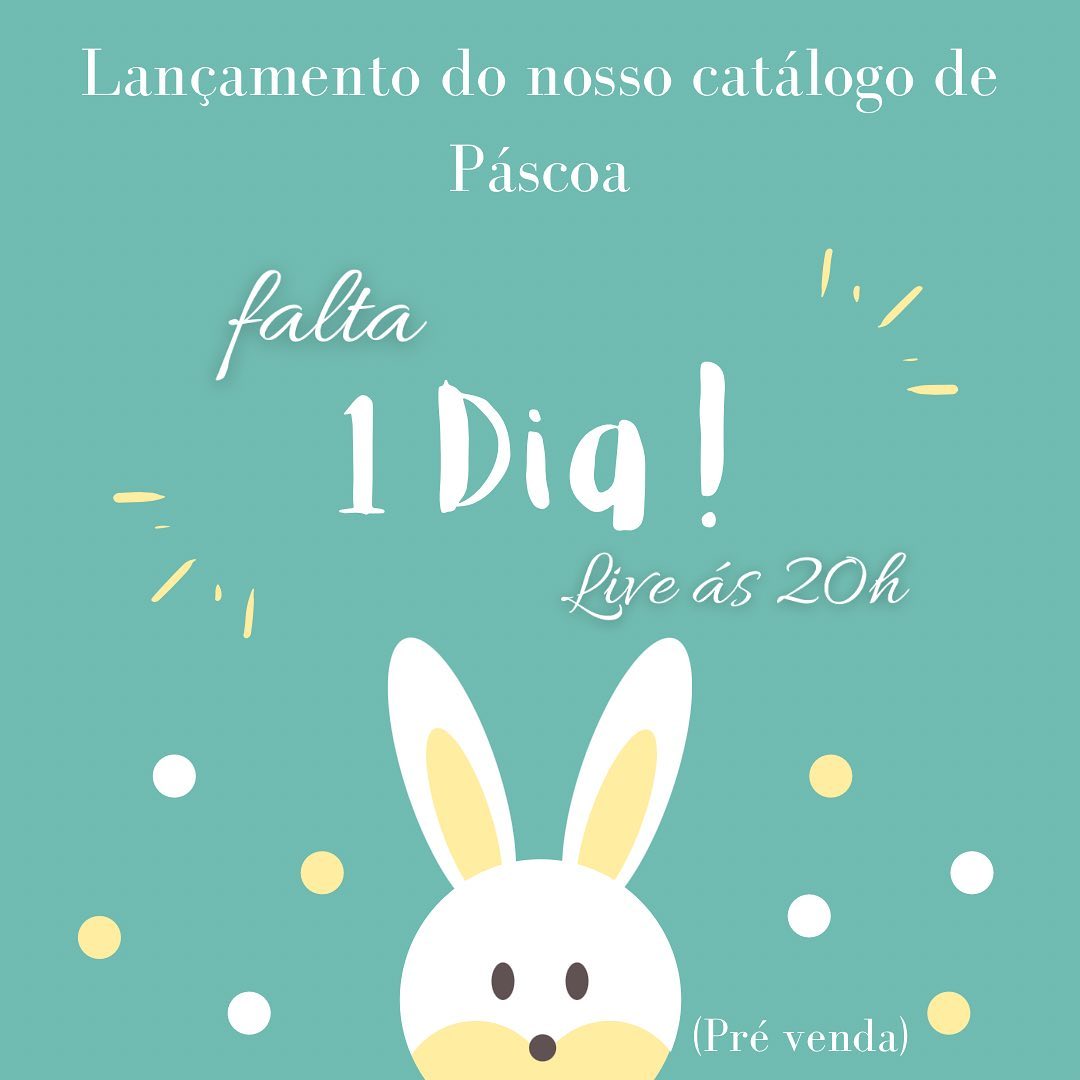 Lançamento do nosso catálogo de
Páscoa
falta
1 Dia !
Live ás 20h
(Pré venda)